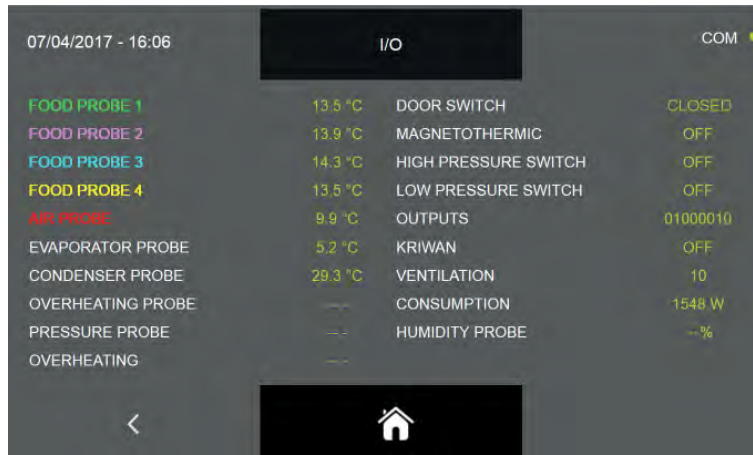 07/04/2017 - 16:06 I/O COM
FOOD PROBE 1 13.5 °C DOOR SWITCH CLOSED
FOOD PROBE 2 13.9 °C MAGNETOTHERMIC OFF
FOOD PROBE 3 14.3 °C HIGH PRESSURE SWITCH OFF
FOOD PROBE 4 13.5 °C LOW PRESSURE SWITCH OFF
AIR PROBE 9.9 °C OUTPUTS 01000010
EVAPORATOR PROBE 5.2 °C KRIWAN OFF
CONDENSER PROBE 29.3 °C VENTILATION 10
OVERHEATING PROBE --.- CONSUMPTION 1548 W
PRESSURE PROBE --.- HUMIDITY PROBE --%
OVERHEATING --.-